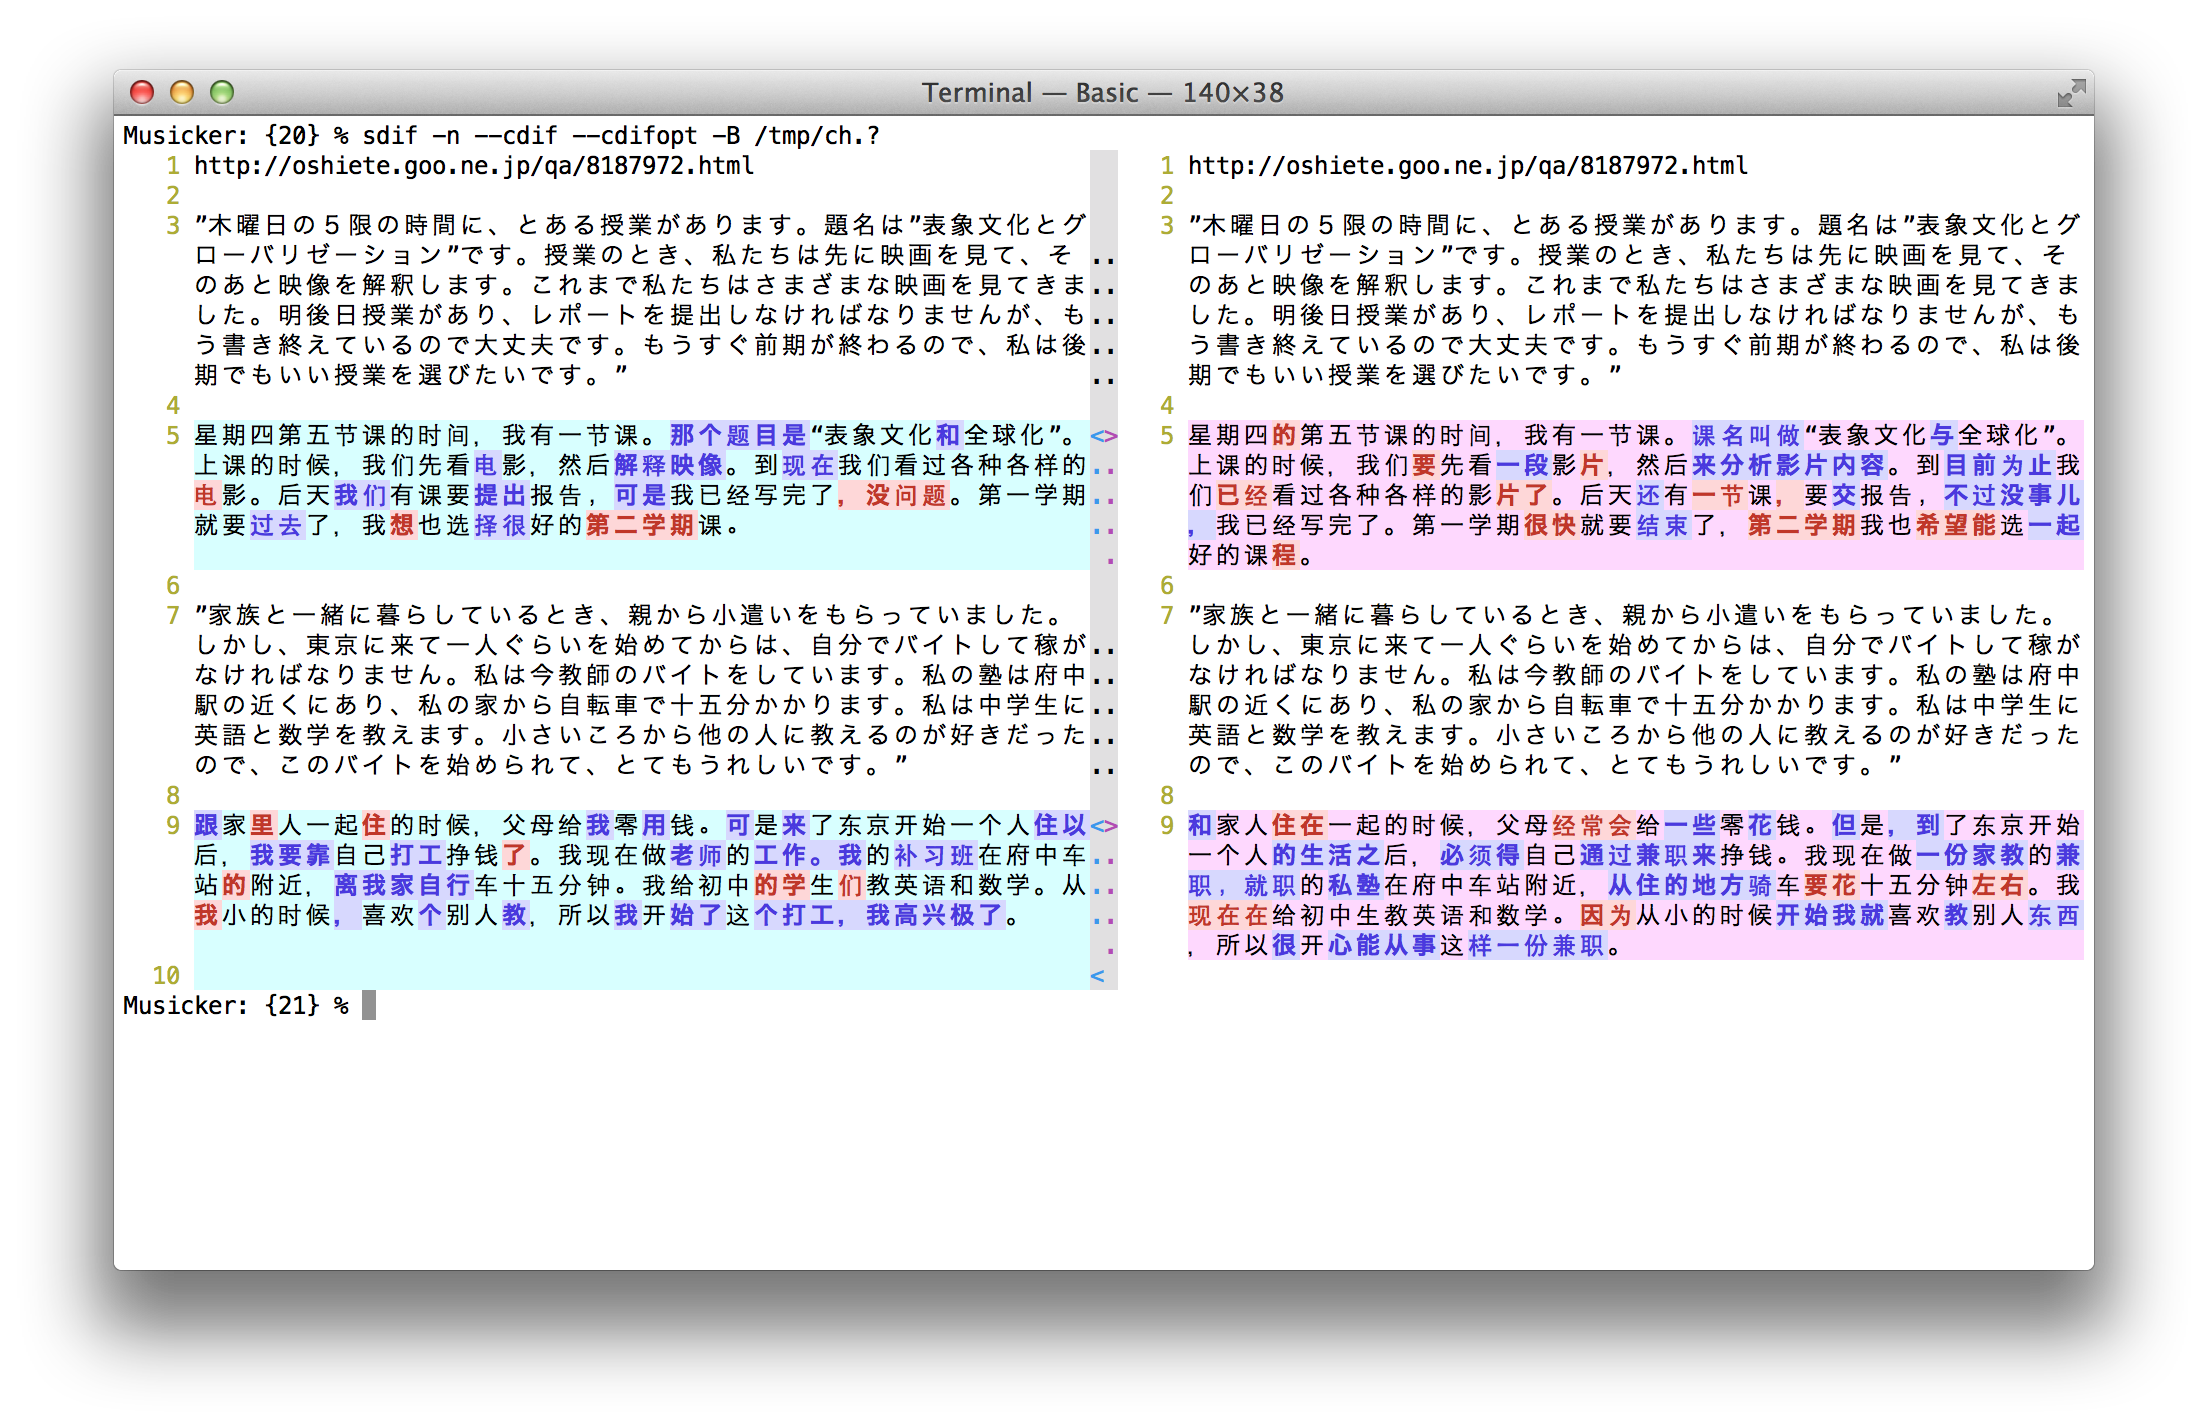 Terminal — Basic — 140×38
Musicker: {20} % sdif -n --cdif --cdifopt -B /tmp/ch.?
1 http://oshiete.goo.ne.jp/qa/8187972.html
2
3 ”木曜日の５限の時間に、とある授業があります。題名は”表象文化とグ
ローバリゼーション”です。授業のとき、私たちは先に映画を見て、そ
のあと映像を解釈します。これまで私たちはさまざまな映画を見てきま
した。明後日授業があり、レポートを提出しなければなりませんが、も
う書き終えているので大丈夫です。もうすぐ前期が終わるので、私は後
期でもいい授業を選びたいです。”
4
5 星期四第五节课的时间，我有一节课。那个题目是“表象文化和全球化”。
上课的时候，我们先看电影，然后解释映像。到现在我们看过各种各样的
电影。后天我们有课要提出报告，可是我已经写完了，没问题。第一学期
就要过去了，我想也选择很好的第二学期课。
6
7 ”家族と一緒に暮らしているとき、親から小遣いをもらっていました。
しかし、東京に来て一人ぐらいを始めてからは、自分でバイトして稼が
なければなりません。私は今教師のバイトをしています。私の塾は府中
駅の近くにあり、私の家から自転車で十五分かかります。私は中学生に
英語と数学を教えます。小さいころから他の人に教えるのが好きだった
ので、このバイトを始められて、とてもうれしいです。”
8
9 跟家里人一起住的时候，父母给我零用钱。可是来了东京开始一个人住以
后，我要靠自己打工挣钱了。我现在做老师的工作。我的补习班在府中车
站的附近，离我家自行车十五分钟。我给初中的学生们教英语和数学。从
我小的时候，喜欢个别人教，所以我开始了这个打工，我高兴极了。
10
<>
..
..
..
.
<>
..
..
..
.
<
1 http://oshiete.goo.ne.jp/qa/8187972.html
2
3 ”木曜日の５限の時間に、とある授業があります。題名は”表象文化とグ
ローバリゼーション”です。授業のとき、私たちは先に映画を見て、そ
のあと映像を解釈します。これまで私たちはさまざまな映画を見てきま
した。明後日授業があり、レポートを提出しなければなりませんが、も
う書き終えているので大丈夫です。もうすぐ前期が終わるので、私は後
期でもいい授業を選びたいです。”
4
5 星期四的第五节课的时间，我有一节课。课名叫做“表象文化与全球化”。
上课的时候，我们要先看一段影片，然后来分析影片内容。到目前为止我
们已经看过各种各样的影片了。后天还有一节课，要交报告，不过没事儿
，我已经写完了。第一学期很快就要结束了，第二学期我也希望能选一起
好的课程。
6
7 ”家族と一緒に暮らしているとき、親から小遣いをもらっていました。
しかし、東京に来て一人ぐらいを始めてからは、自分でバイトして稼が
なければなりません。私は今教師のバイトをしています。私の塾は府中
駅の近くにあり、私の家から自転車で十五分かかります。私は中学生に
英語と数学を教えます。小さいころから他の人に教えるのが好きだった
ので、このバイトを始められて、とてもうれしいです。”
8
9 和家人住在一起的时候，父母经常会给一些零花钱。但是，到了东京开始
一个人的生活之后，必须得自己通过兼职来挣钱。我现在做一份家教的兼
职，就职的私塾在府中车站附近，从住的地方骑车要花十五分钟左右。我
现在在给初中生教英语和数学。因为从小的时候开始我就喜欢教别人东西
，所以很开心能从事这样一份兼职。
Musicker: {21} %